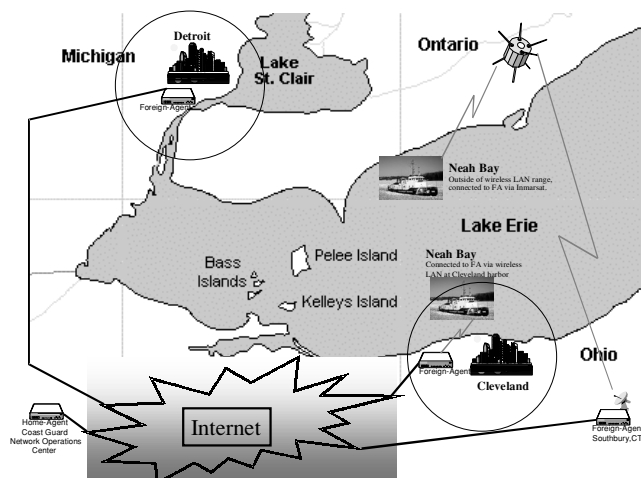 Michigan
Detroit
Foreign-Agent
Lake
St. Clair
Ontario
Neah Bay
Outside of wireless LAN range,
connected to FA via Inmarsat.
Lake Erie
Neah Bay
Connected to FA via wireless
LAN at Cleveland harbor
Bass
Islands
Pelee Island
Kelleys Island
Ohio
Foreign-Agent
Cleveland
Internet
Home-Agent
Coast Guard
Network Operations
Center
Foreign-Agen
Southbury,CT